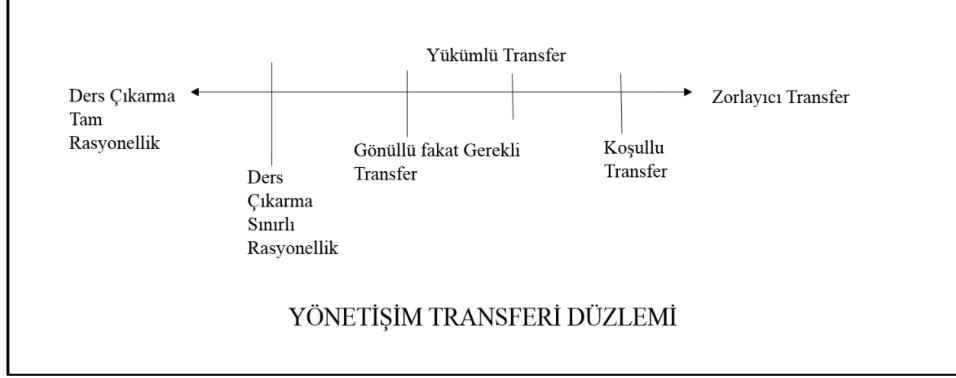 Yükümlü Transfer
Ders Çıkarma
Tam
Rasyonellik
Zorlayıcı Transfer
Gönüllü fakat Gerekli
Transfer
Koşullu
Transfer
Ders
Çıkarma
Sınırlı
Rasyonellik
YÖNETİŞİM TRANSFERİ DÜZLEMİ